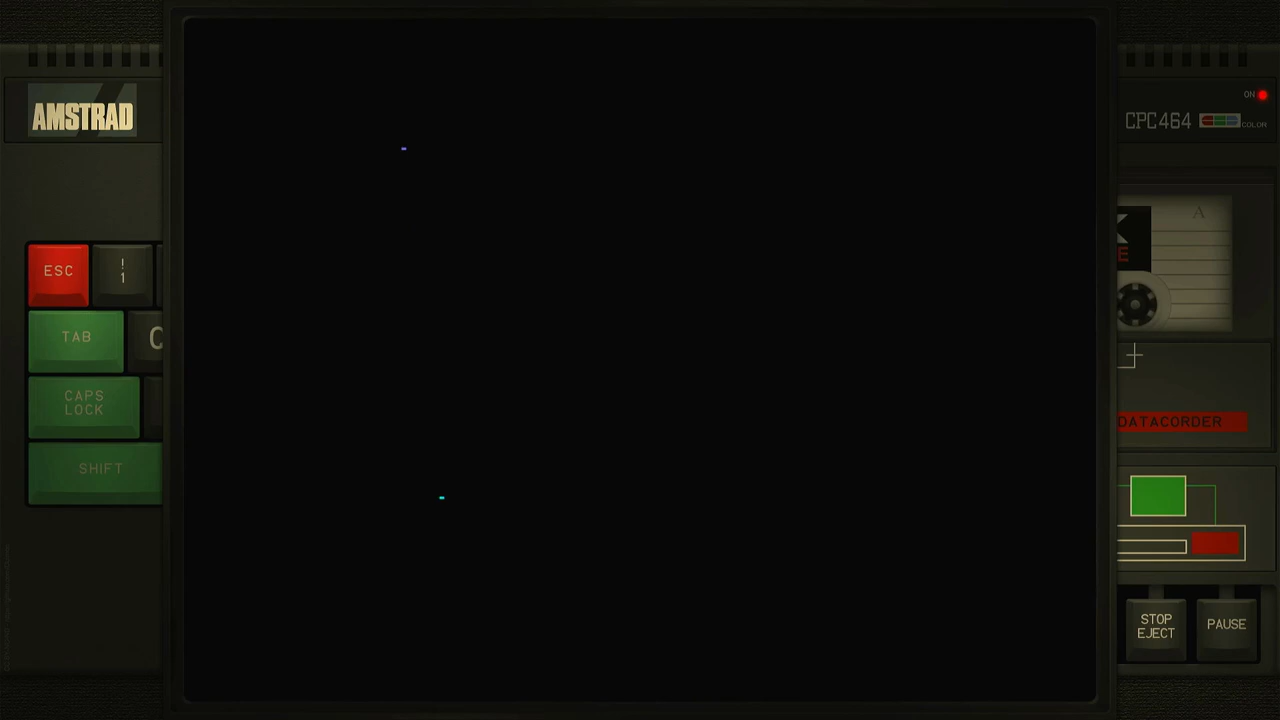 AMSTRAD
ESC
!
1
TAB
CAPS
LOCK
SHIFT
ON
CPC464
COLOR
A
DATACORDER
STOP
EJECT
PAUSE